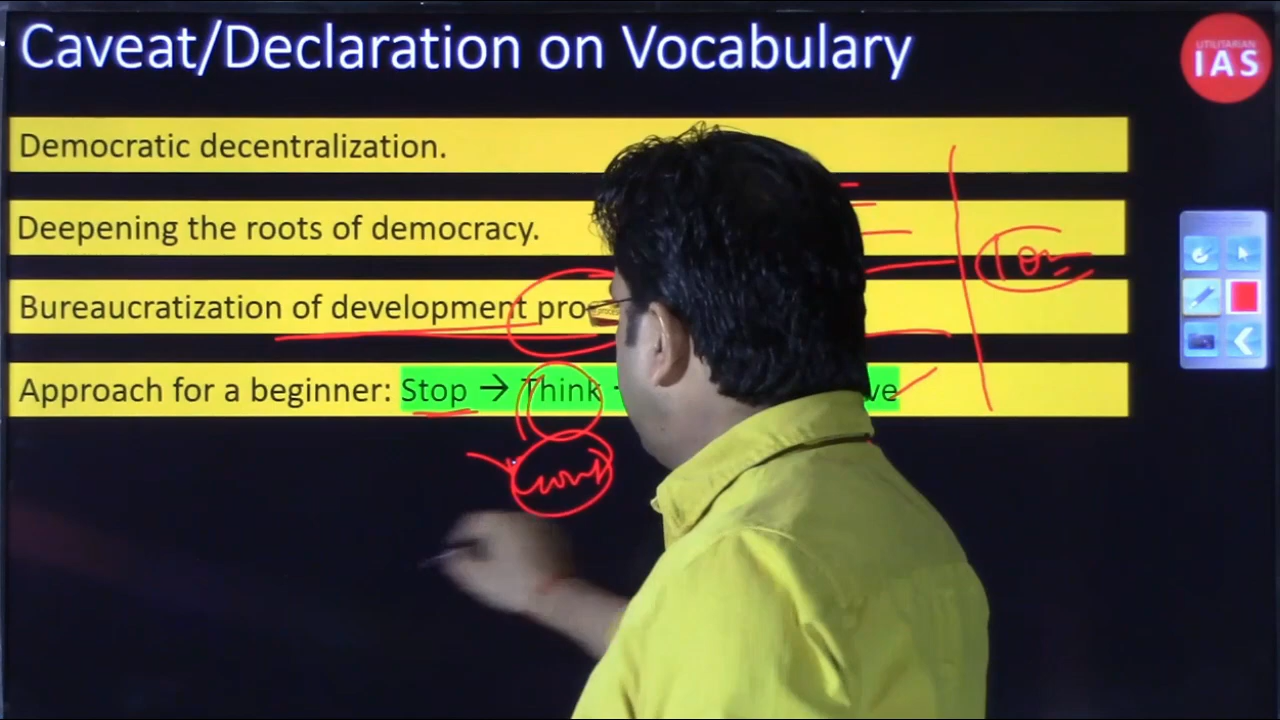 Caveat/Declaration on Vocabulary
UTILITARIAN
IAS
Democratic decentralization.
Deepening the roots of democracy.
Bureaucratization of development
Approach for a beginner: Stop → Think